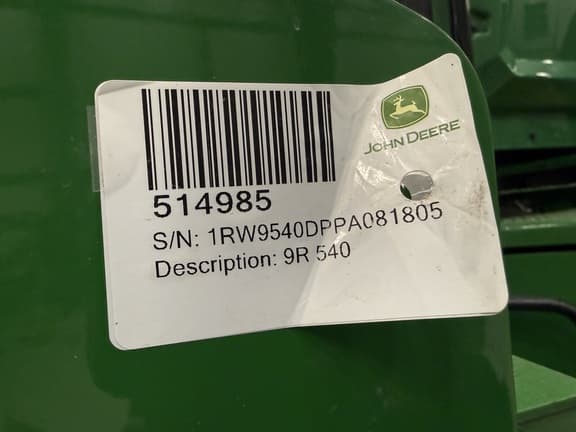 JOHN DEERE
514985
S/N: 1RW9540DPPA081805
Description: 9R 540